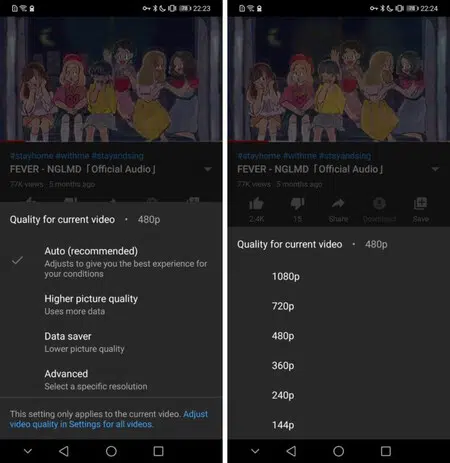 22:23
#stayhome #withme #stayandsing
FEVER - NGLMD「Official Audio」
77K views · 5 months ago
Quality for current video • 480p
Auto (recommended)
Adjusts to give you the best experience for
your conditions
Higher picture quality
Uses more data
Data saver
Lower picture quality
Advanced
Select a specific resolution
This setting only applies to the current video. Adjust
video quality in Settings for all videos.
22:24
#stayhome #withme #stayandsing
FEVER - NGLMD「Official Audio」
77K views · 5 months ago
2.4K
15
Share
Download
Save
Quality for current video • 480p
1080p
720p
480p
360p
240p
144p